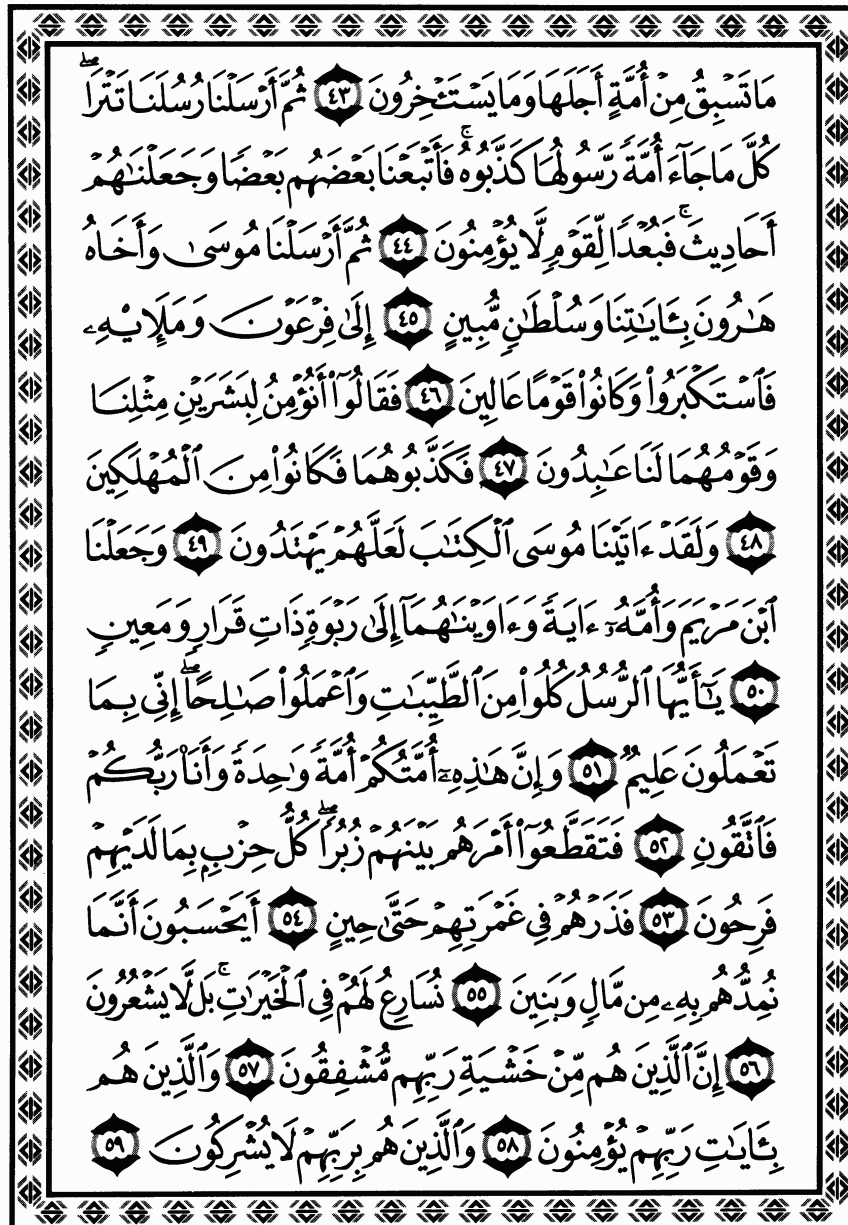 مَا تَسْبِقُ مِنْ أُمَّةٍ أَجَلَهَا وَمَا يَسْتَـْٔخِرُونَ ٤٣ ثُمَّ أَرْسَلْنَا رُسُلَنَا تَتْرَا ۖ
كُلَّ مَا جَآءَ أُمَّةً رَّسُولُهَا كَذَّبُوهُ ۚ فَأَتْبَعْنَا بَعْضَهُم بَعْضًا وَجَعَلْنَـٰهُمْ
أَحَادِيثَ ۚ فَبُعْدًا لِّقَوْمٍ لَّا يُؤْمِنُونَ ٤٤ ثُمَّ أَرْسَلْنَا مُوسَىٰ وَأَخَاهُ
هَـٰرُونَ بِـَٔايَـٰتِنَا وَسُلْطَـٰنٍ مُّبِينٍ ٤٥ إِلَىٰ فِرْعَوْنَ وَمَلَإِي۟هِۦ
فَٱسْتَكْبَرُوا۟ وَكَانُوا۟ قَوْمًا عَالِينَ ٤٦ فَقَالُوٓا۟ أَنُؤْمِنُ لِبَشَرَيْنِ مِثْلِنَا
وَقَوْمُهُمَا لَنَا عَـٰبِدُونَ ٤٧ فَكَذَّبُوهُمَا فَكَانُوا۟ مِنَ ٱلْمُهْلَكِينَ
٤٨ وَلَقَدْ ءَاتَيْنَا مُوسَى ٱلْكِتَـٰبَ لَعَلَّهُمْ يَهْتَدُونَ ٤٩ وَجَعَلْنَا
ٱبْنَ مَرْيَمَ وَأُمَّهُۥٓ ءَايَةً وَءَاوَيْنَـٰهُمَآ إِلَىٰ رَبْوَةٍ ذَاتِ قَرَارٍ وَمَعِينٍ
٥٠ يَـٰٓأَيُّهَا ٱلرُّسُلُ كُلُوا۟ مِنَ ٱلطَّيِّبَـٰتِ وَٱعْمَلُوا۟ صَـٰلِحًا ۖ إِنِّى بِمَا
تَعْمَلُونَ عَلِيمٌ ٥١ وَإِنَّ هَـٰذِهِۦٓ أُمَّتُكُمْ أُمَّةً وَٰحِدَةً وَأَنَا۠ رَبُّكُمْ
فَٱتَّقُونِ ٥٢ فَتَقَطَّعُوٓا۟ أَمْرَهُم بَيْنَهُمْ زُبُرًا ۖ كُلُّ حِزْبٍۭ بِمَا لَدَيْهِمْ
فَرِحُونَ ٥٣ فَذَرْهُمْ فِى غَمْرَتِهِمْ حَتَّىٰ حِينٍ ٥٤ أَيَحْسَبُونَ أَنَّمَا
نُمِدُّهُم بِهِۦ مِن مَّالٍ وَبَنِينَ ٥٥ نُسَارِعُ لَهُمْ فِى ٱلْخَيْرَٰتِ ۚ بَل لَّا يَشْعُرُونَ
٥٦ إِنَّ ٱلَّذِينَ هُم مِّنْ خَشْيَةِ رَبِّهِم مُّشْفِقُونَ ٥٧ وَٱلَّذِينَ هُم
بِـَٔايَـٰتِ رَبِّهِمْ يُؤْمِنُونَ ٥٨ وَٱلَّذِينَ هُم بِرَبِّهِمْ لَا يُشْرِكُونَ ٥٩